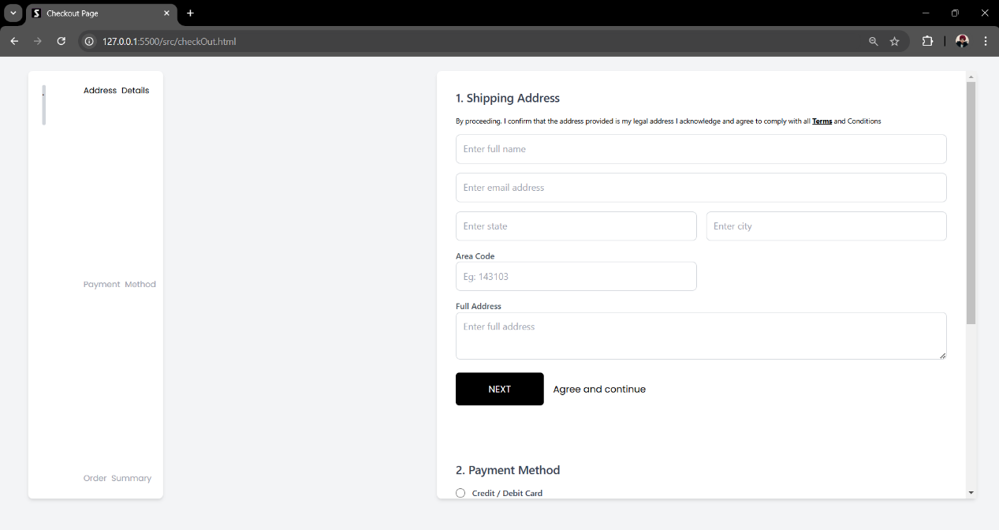 Checkout Page
127.0.0.1:5500/src/checkOut.html
Address Details
Payment Method
Order Summary
1. Shipping Address
By proceeding. I confirm that the address provided is my legal address I acknowledge and agree to comply with all Terms and Conditions
Enter full name
Enter email address
Enter state
Enter city
Area Code
Eg: 143103
Full Address
Enter full address
NEXT
Agree and continue
2. Payment Method
Credit / Debit Card